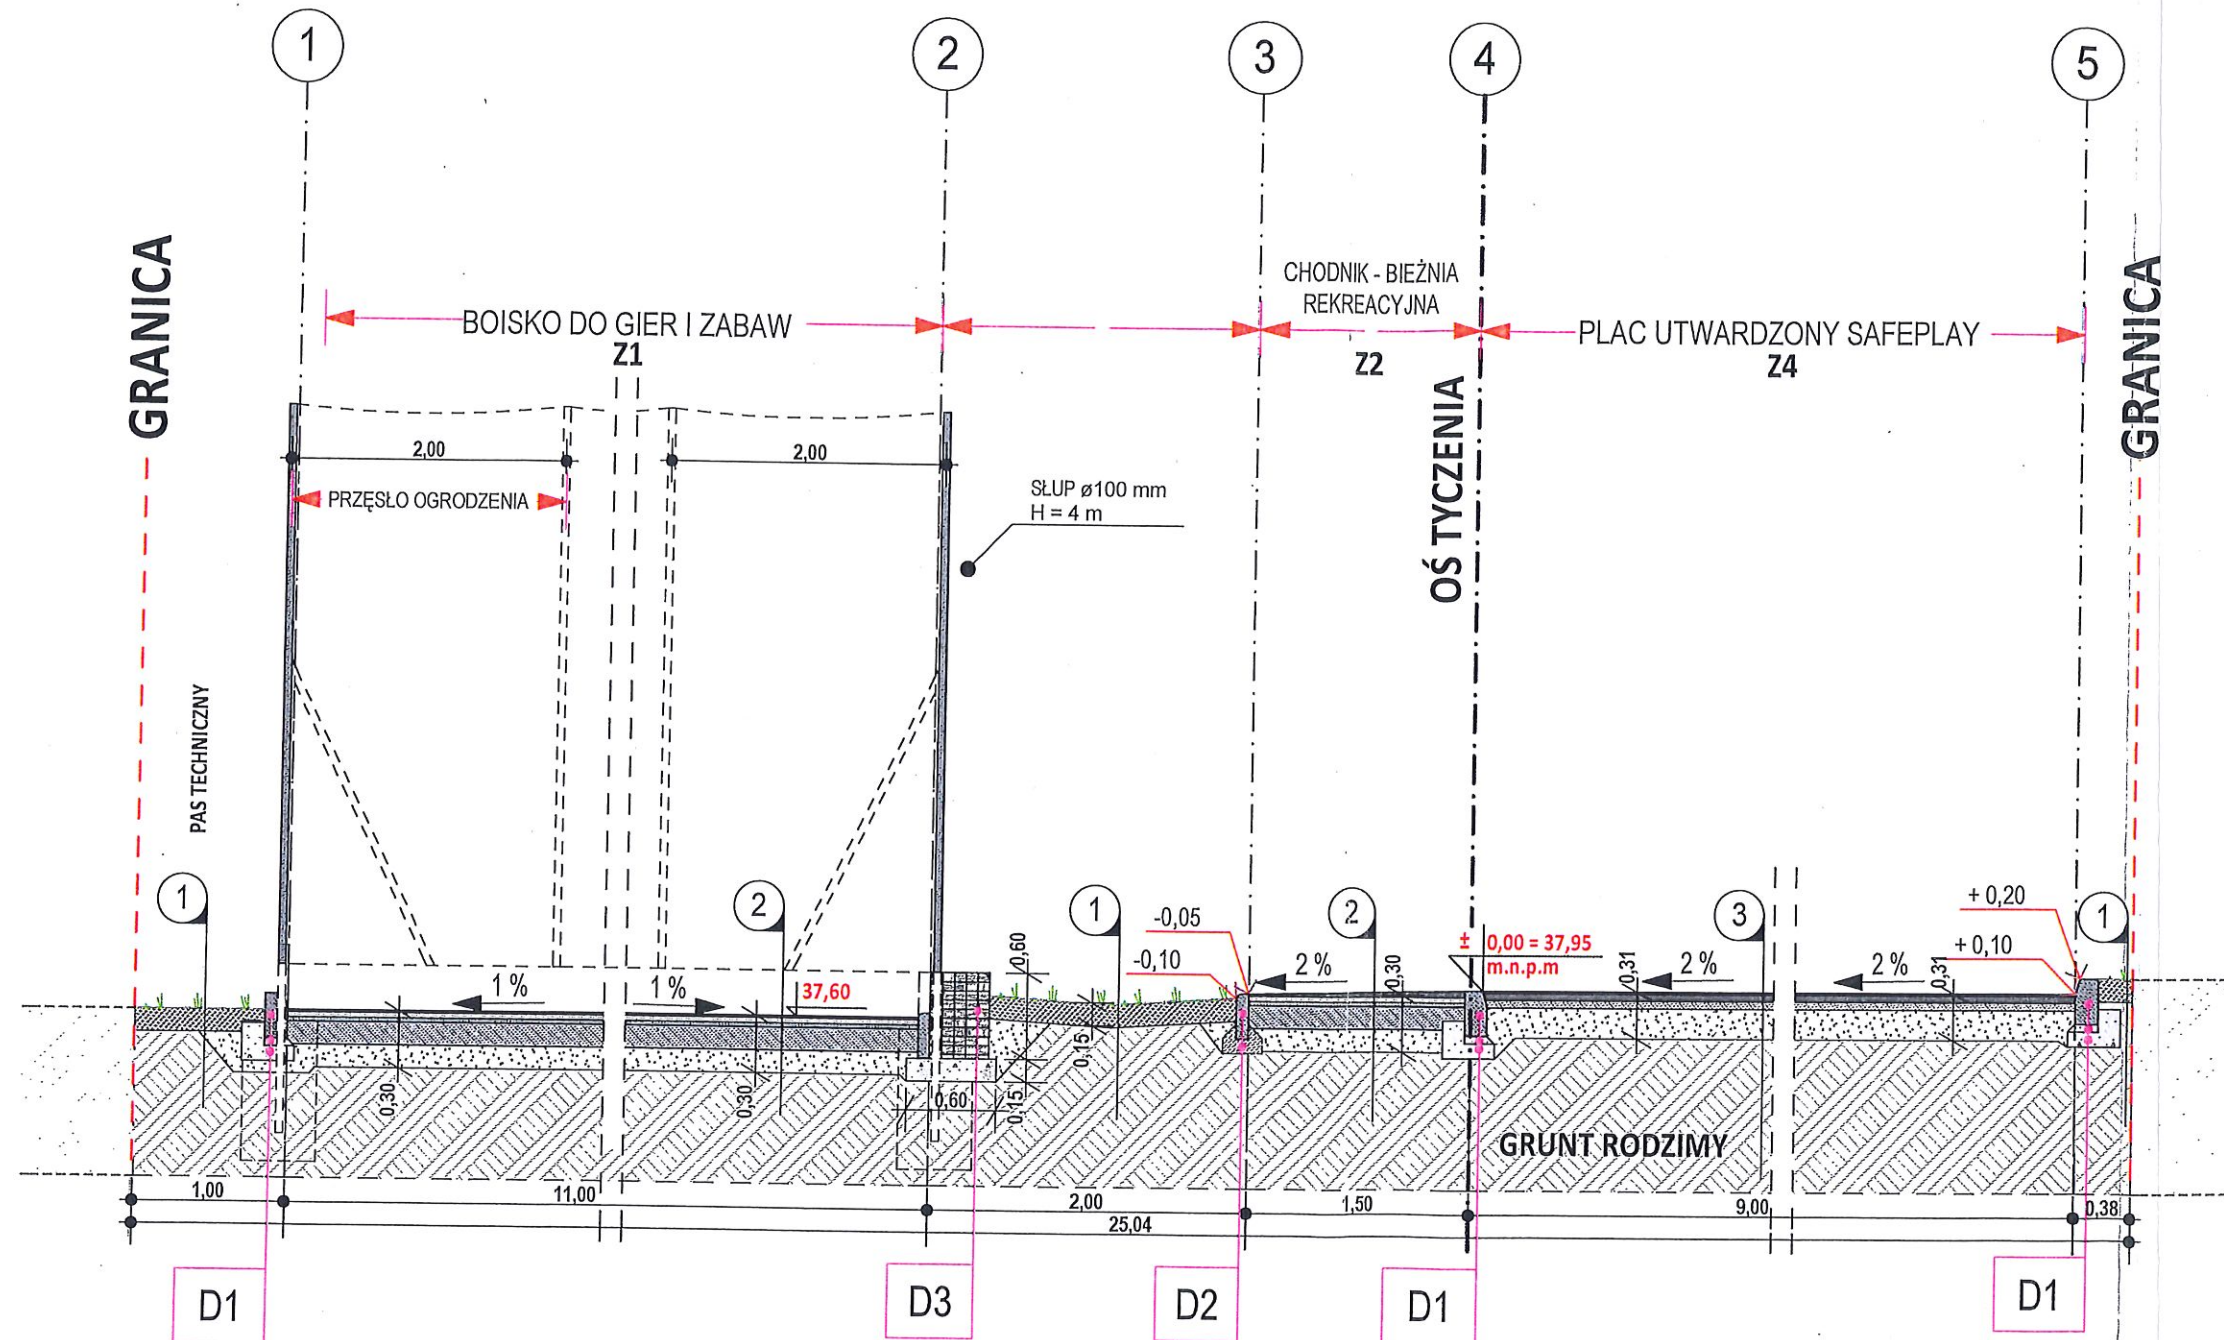 1
2
3
4
5
GRANICA
GRANICA
CHODNIK - BIEŻNIA
REKREACYJNA
BOISKO DO GIER I ZABAW
Z1
Z2
PLAC UTWARDZONY SAFEPLAY
Z4
OŚ TYCZENIA
2,00
2,00
PRZĘSŁO OGRODZENIA
SŁUP ø100 mm
H = 4 m
PAS TECHNICZNY
1
2
1
2
3
1
-0,05
-0,10
+ 0,20
+ 0,10
± 0,00 = 37,95
m.n.p.m
1 %
1 %
37,60
2 %
2 %
2 %
0,60
0,30
0,31
0,31
0,15
0,30
0,30
0,60
0,15
GRUNT RODZIMY
1,00
11,00
2,00
1,50
9,00
0,38
25,04
D1
D3
D2
D1
D1